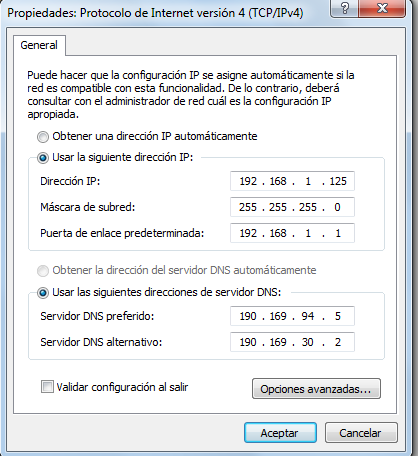 Propiedades: Protocolo de Internet versión 4 (TCP/IPv4)
General
Puede hacer que la configuración IP se asigne automáticamente si la
red es compatible con esta funcionalidad. De lo contrario, deberá
consultar con el administrador de red cuál es la configuración IP
apropiada.
Obtener una dirección IP automáticamente
Usar la siguiente dirección IP:
Dirección IP: 192 . 168 . 1 . 125
Máscara de subred: 255 . 255 . 255 . 0
Puerta de enlace predeterminada: 192 . 168 . 1 . 1
Obtener la dirección del servidor DNS automáticamente
Usar las siguientes direcciones de servidor DNS:
Servidor DNS preferido: 190 . 169 . 94 . 5
Servidor DNS alternativo: 190 . 169 . 30 . 2
Validar configuración al salir
Opciones avanzadas...
Aceptar Cancelar